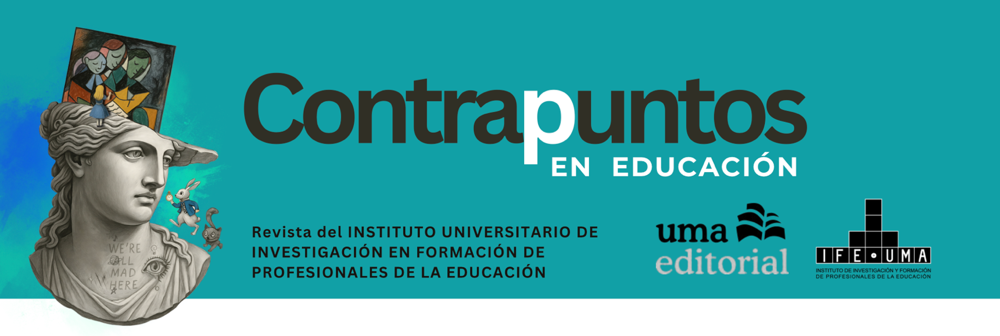 Contrapuntos
EN EDUCACIÓN
Revista del INSTITUTO UNIVERSITARIO DE
INVESTIGACIÓN EN FORMACIÓN DE
PROFESIONALES DE LA EDUCACIÓN
uma
editorial
IFE•UMA
INSTITUTO DE INVESTIGACIÓN Y FORMACIÓN
DE PROFESIONALES DE LA EDUCACIÓN
WE'RE
ALL
MAD
HERE